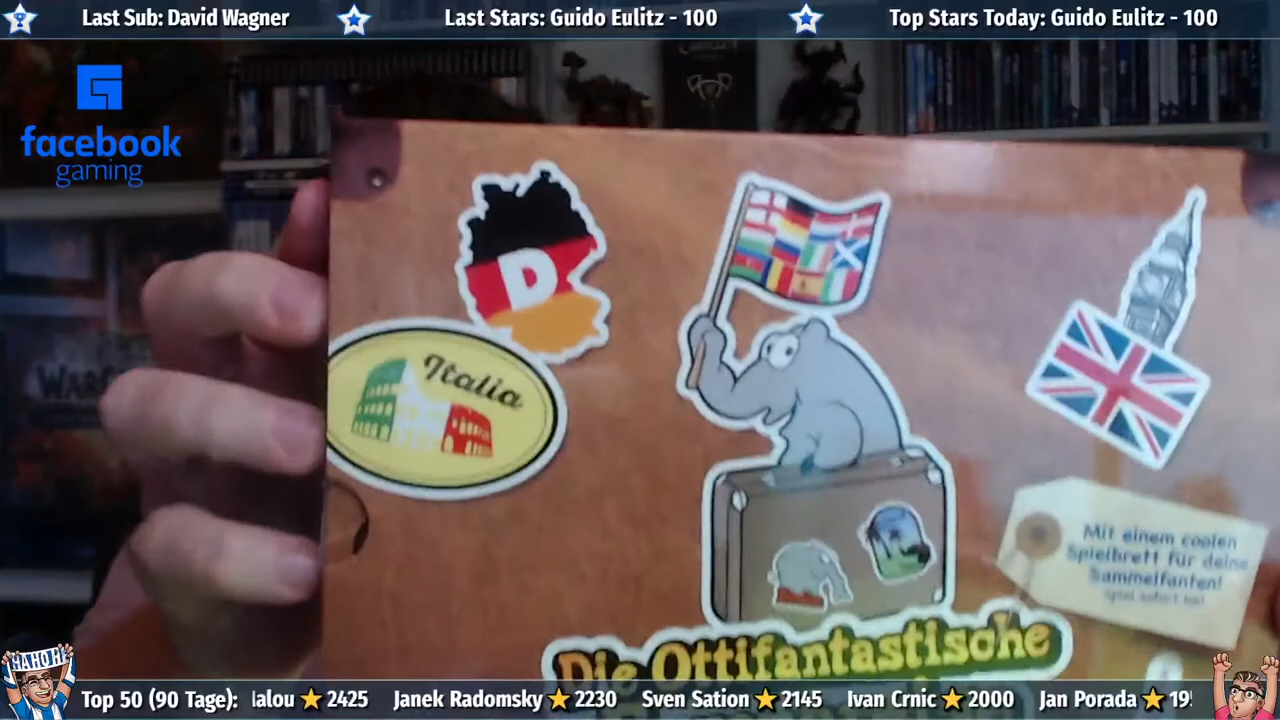 Last Sub: David Wagner
Last Stars: Guido Eulitz - 100
Top Stars Today: Guido Eulitz - 100
facebook
gaming
D
Italia
Mit einem coolen
Spielbrett für deine
Sammelfanten!
Die Ottifantastische
HAHOHE
Top 50 (90 Tage):
2425
Janek Radomsky 2230
Sven Sation 2145
Ivan Crnic 2000
Jan Porada